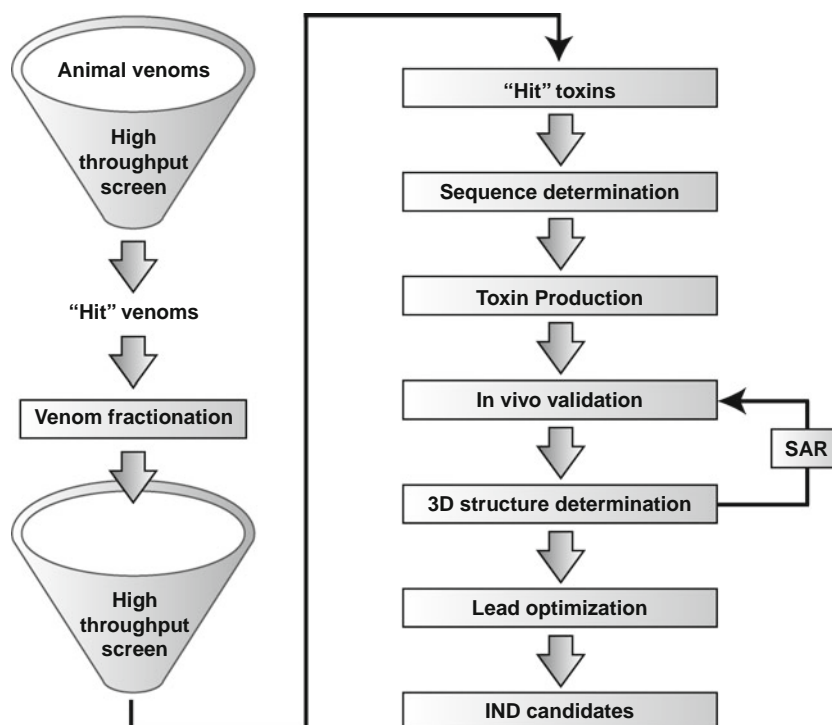 Animal venoms
High
throughput
screen
“Hit” venoms
Venom fractionation
High
throughput
screen
“Hit” toxins
Sequence determination
Toxin Production
In vivo validation
SAR
3D structure determination
Lead optimization
IND candidates